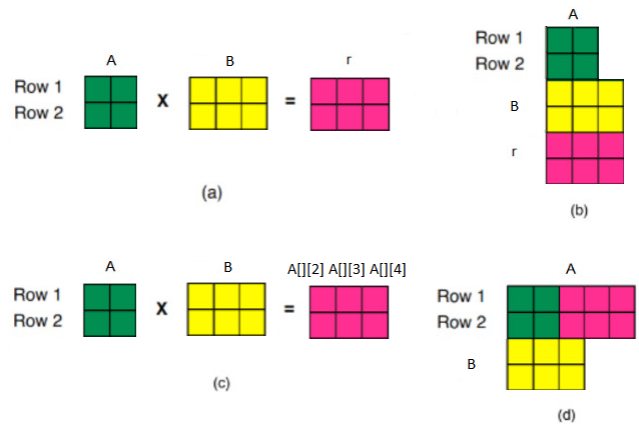 A
B
r
Row 1
Row 2
X
=
(a)
A
Row 1
Row 2
B
r
(b)
A
B
A[][2] A[][3] A[][4]
Row 1
Row 2
X
=
(c)
A
Row 1
Row 2
B
(d)